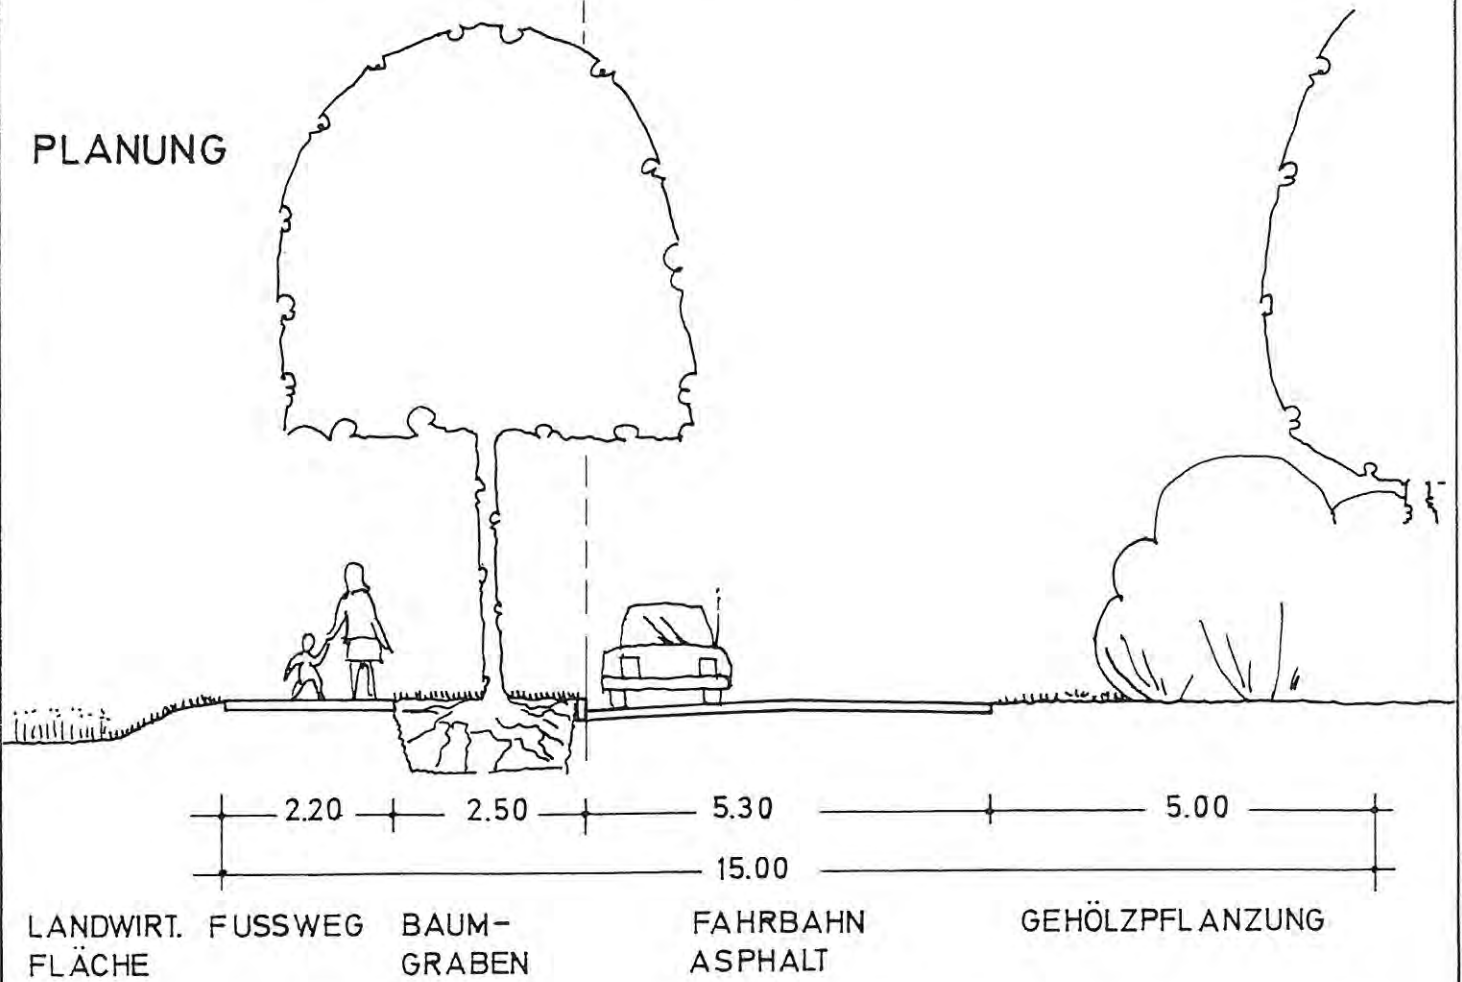 PLANUNG
2.20 2.50 5.30 5.00
15.00
LANDWIRT. FUSSWEG BAUM- FAHRBAHN GEHÖLZPFLANZUNG
FLÄCHE GRABEN ASPHALT